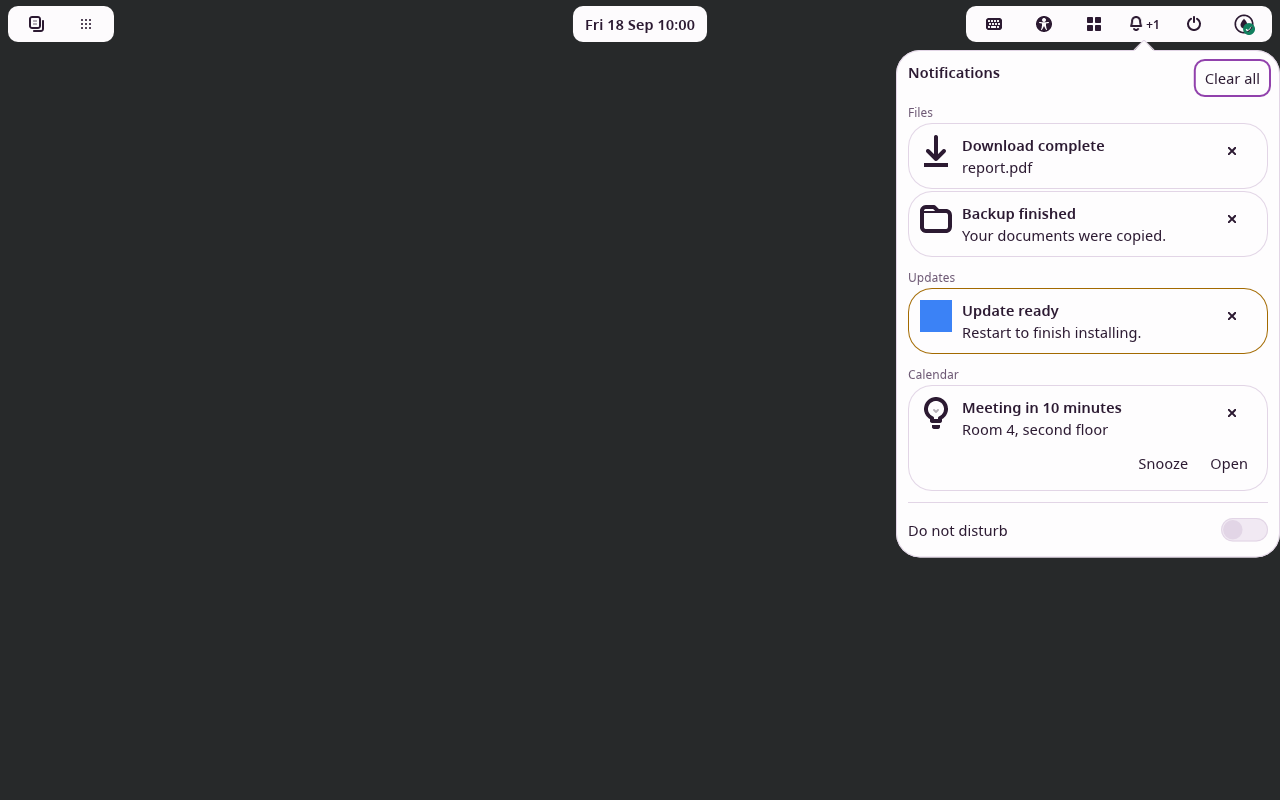 Fri 18 Sep 10:00
+1
Notifications
Clear all
Files
Download complete
report.pdf
Backup finished
Your documents were copied.
Updates
Update ready
Restart to finish installing.
Calendar
Meeting in 10 minutes
Room 4, second floor
Snooze Open
Do not disturb